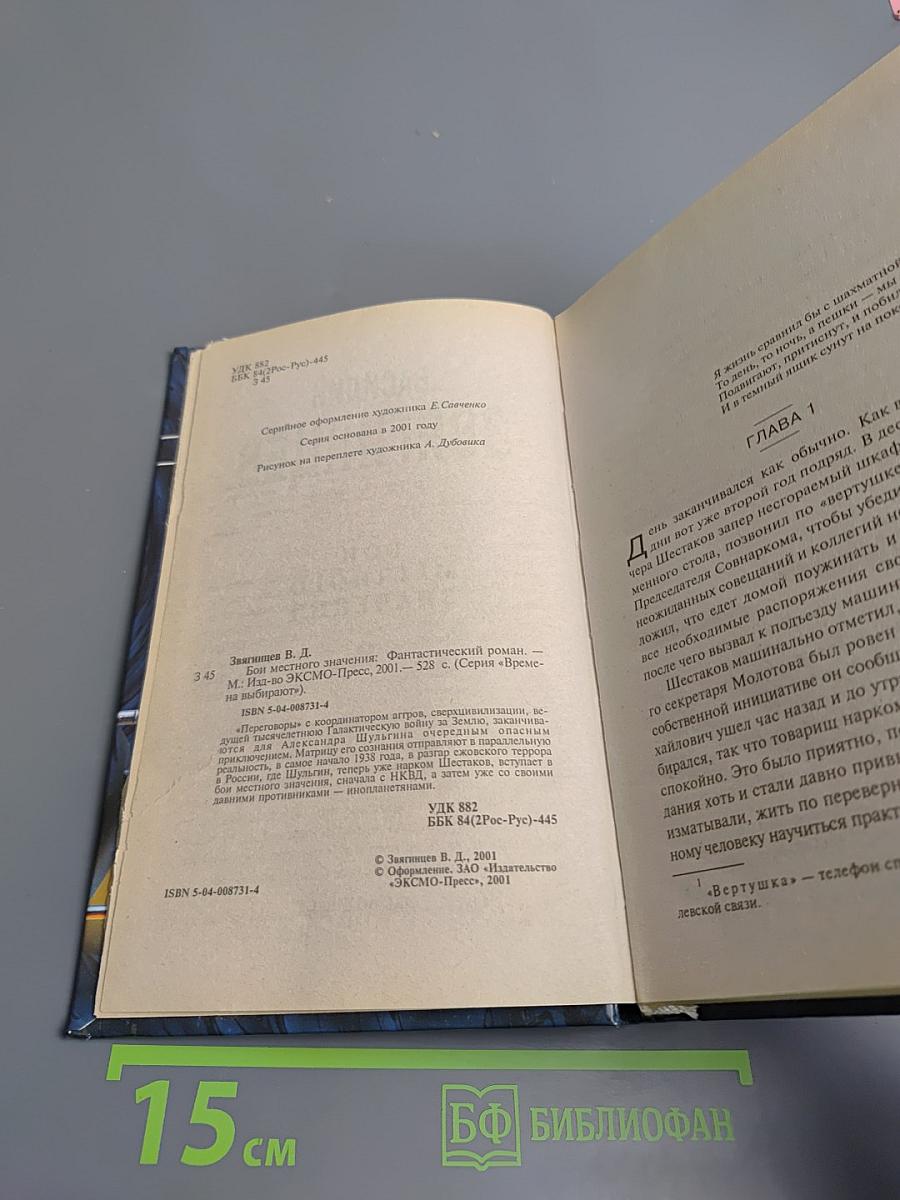 УДК 882
ББК 84(2Рос-Рус)-445
З 45
Серийное оформление художника Е. Савченко
Серия основана в 2001 году
Рисунок на переплете художника А. Дубовика
Звягинцев В. Д.
З 45
Бои местного значения: Фантастический роман. —
М.: Изд-во ЭКСМО-Пресс, 2001.— 528 с. (Серия «Време-
на выбирают»).
ISBN 5-04-008731-4
«Переговоры» с координатором аггров, сверхцивилизации, ве-
дущей тысячелетнюю Галактическую войну за Землю, заканчива-
ются для Александра Шульгина очередным опасным
приключением. Матрицу его сознания отправляют в параллельную
реальность, в самое начало 1938 года, в разгар ежовского террора
в России, где Шульгин, теперь уже нарком Шестаков, вступает в
бои местного значения, сначала с НКВД, а затем уже со своими
давними противниками — инопланетянами.
УДК 882
ББК 84(2Рос-Рус)-445
© Звягинцев В. Д., 2001
© Оформление. ЗАО «Издательство
«ЭКСМО-Пресс», 2001
ISBN 5-04-008731-4
Я жизнь сравнил бы с шахматной
То день, то ночь, а пешки — мы
Подвигают, притиснут, и побил
И в темный ящик сунут на пок
ГЛАВА 1
День заканчивался как обычно. Как в
дни вот уже второй год подряд. В дес
чера Шестаков запер несгораемый шкаф
менного стола, позвонил по «вертушке
Председателя Совнаркома, чтобы убеди
неожиданных совещаний и коллегий не
ложил, что едет домой поужинать и
все необходимые распоряжения сво
после чего вызвал к подъезду машин
Шестаков машинально отметил,
го секретаря Молотова был ровен
собственной инициативе он сообщ
хайлович ушел час назад и до утр
бирался, так что товарищ нарком
спокойно. Это было приятно, по
дания хоть и стали давно привы
изматывали, жить по переверн
ному человеку научиться практ
1 «Вертушка» — телефон сп
левской связи.
15 см
БФ БИБЛИОФАН